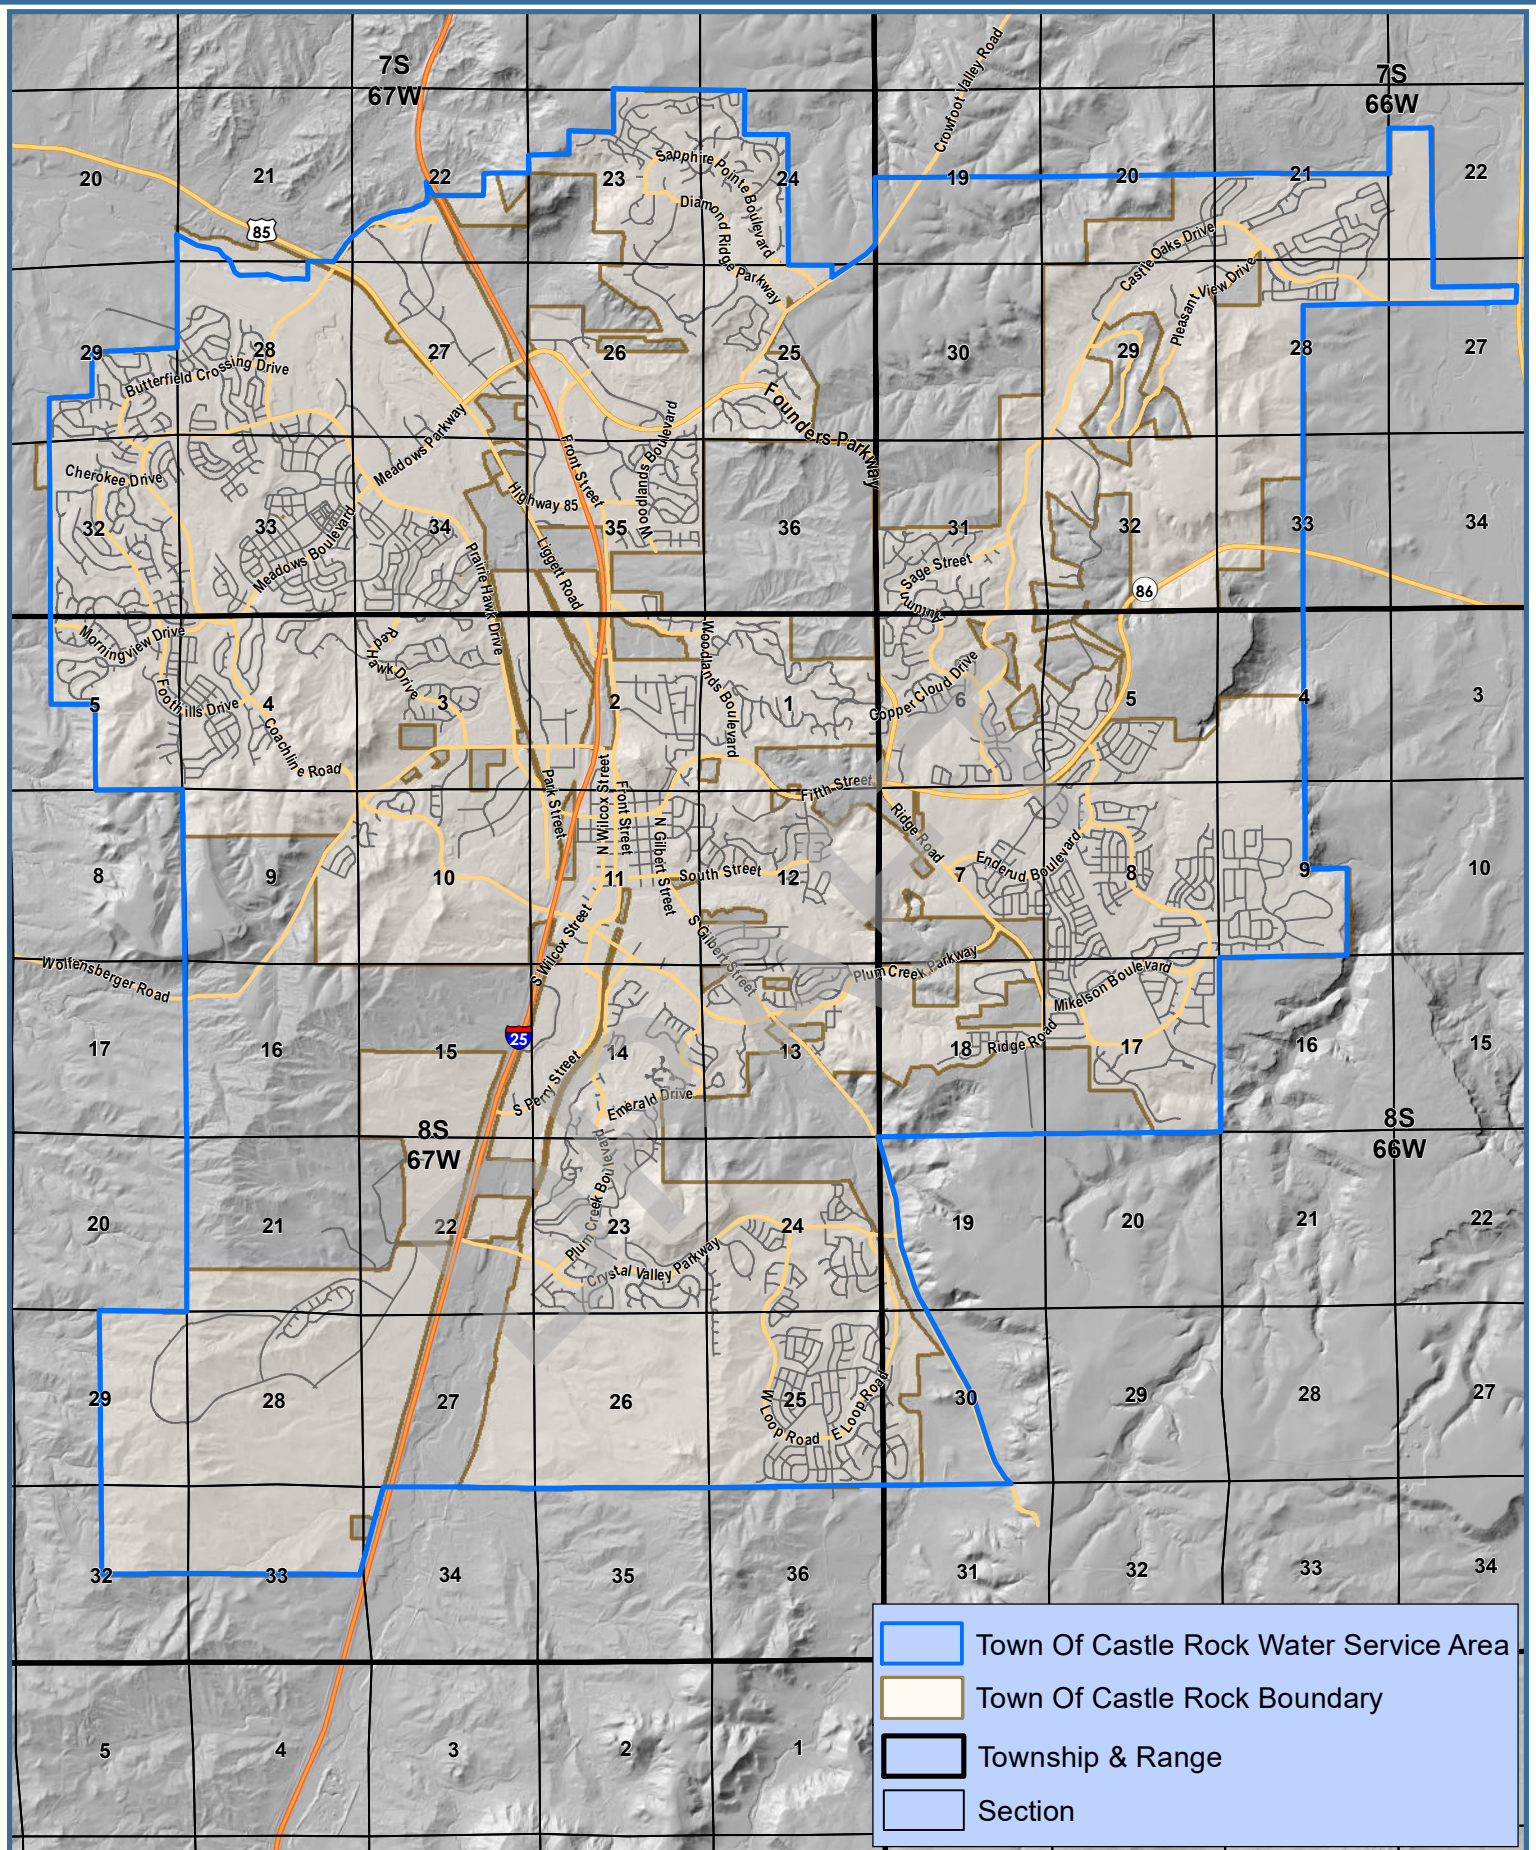 7S
67W
7S
66W
Crowfoot Valley Road
20
21
22
23
24
19
20
21
22
Sapphire Pointe Boulevard
Diamond Ridge Parkway
85
Castle Oaks Drive
Pleasant View Drive
29
28
27
26
25
30
29
28
27
Butterfield Crossing Drive
Founders Parkway
Meadows Parkway
Front Street
Woodlands Boulevard
Cherokee Drive
Highway 85
32
33
34
35
36
31
32
33
34
Meadows Boulevard
Prairie Hawk Drive
Liggett Road
Sage Street
86
Morningview Drive
Red Hawk Drive
Woodlands Boulevard
Copper Cloud Drive
5
4
3
2
1
6
5
4
3
Foothills Drive
Coachline Road
Park Street
N Wilcox Street
Front Street
N Gilbert Street
Fifth Street
Ridge Road
Enderud Boulevard
8
9
10
11
12
7
8
9
10
South Street
S Gilbert Street
S Wilcox Street
Wolfensberger Road
Plum Creek Parkway
Mikelson Boulevard
25
17
16
15
14
13
18
17
16
15
Ridge Road
S Perry Street
Emerald Drive
8S
67W
8S
66W
Plum Creek Boulevard
20
21
22
23
24
19
20
21
22
Crystal Valley Parkway
29
28
27
26
25
30
29
28
27
W Loop Road
E Loop Road
32
33
34
35
36
31
32
33
34
5
4
3
2
1
Town Of Castle Rock Water Service Area
Town Of Castle Rock Boundary
Township & Range
Section